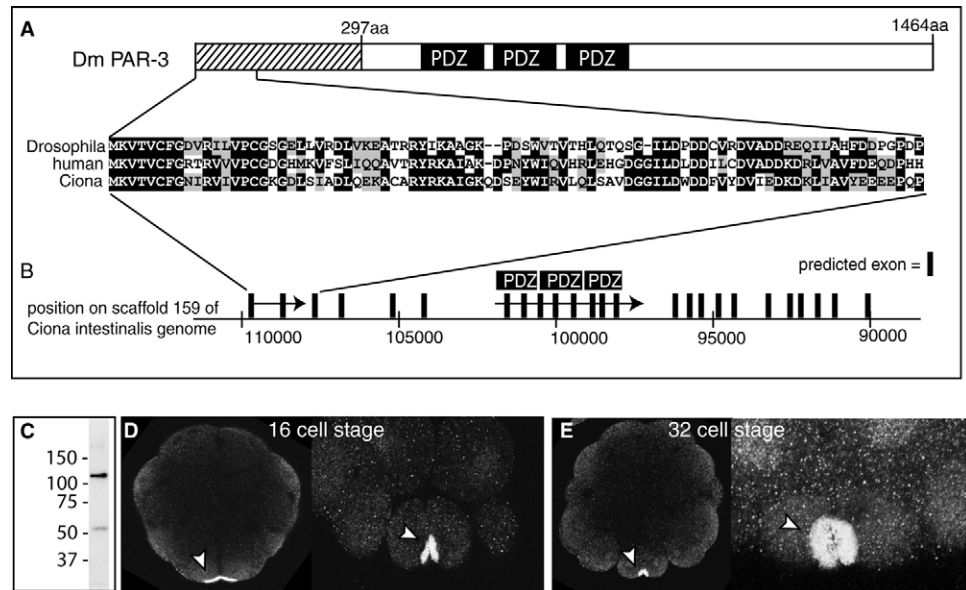 A
297aa
1464aa
Dm PAR-3
PDZ PDZ PDZ
Drosophila MKVTVCFGDVRILVPCGSGELLVRDLVKEATRRYIKAAGK--PDSWVTVTHLQTQSG-ILDPDDCVRDVADDREQILAHFDDPGPDP
human MKVTVCFGRTRVVVPCGDGHMKVFSLIQQAVTRYRKAIAK-DPNYWIQVHRLEHGDGGILDLDDILCDVADDKDRLVAVFDEQDPHH
Ciona MKVTVCFGNIRVIVPCGKGDLSIADLQEKACARYRKAIGKQDSEYWIRVLQLSAVDGGILDWDDFVYDVIEDKDKLIAVYEEEEPQP
B
predicted exon =
PDZ PDZ PDZ
position on scaffold 159 of
Ciona intestinalis genome
110000 105000 100000 95000 90000
C
150 -
100 -
75 -
50 -
37 -
D
16 cell stage
E
32 cell stage